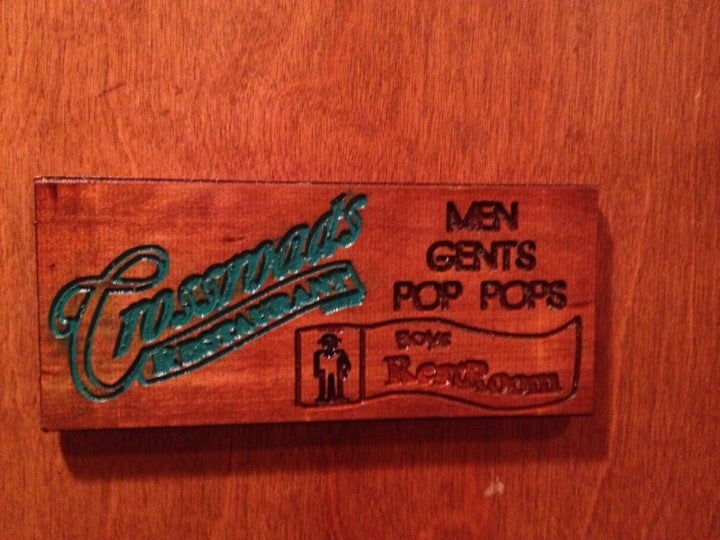 Crossroads
RESTAURANT
MEN
GENTS
POP POPS
BOYS
RestRoom